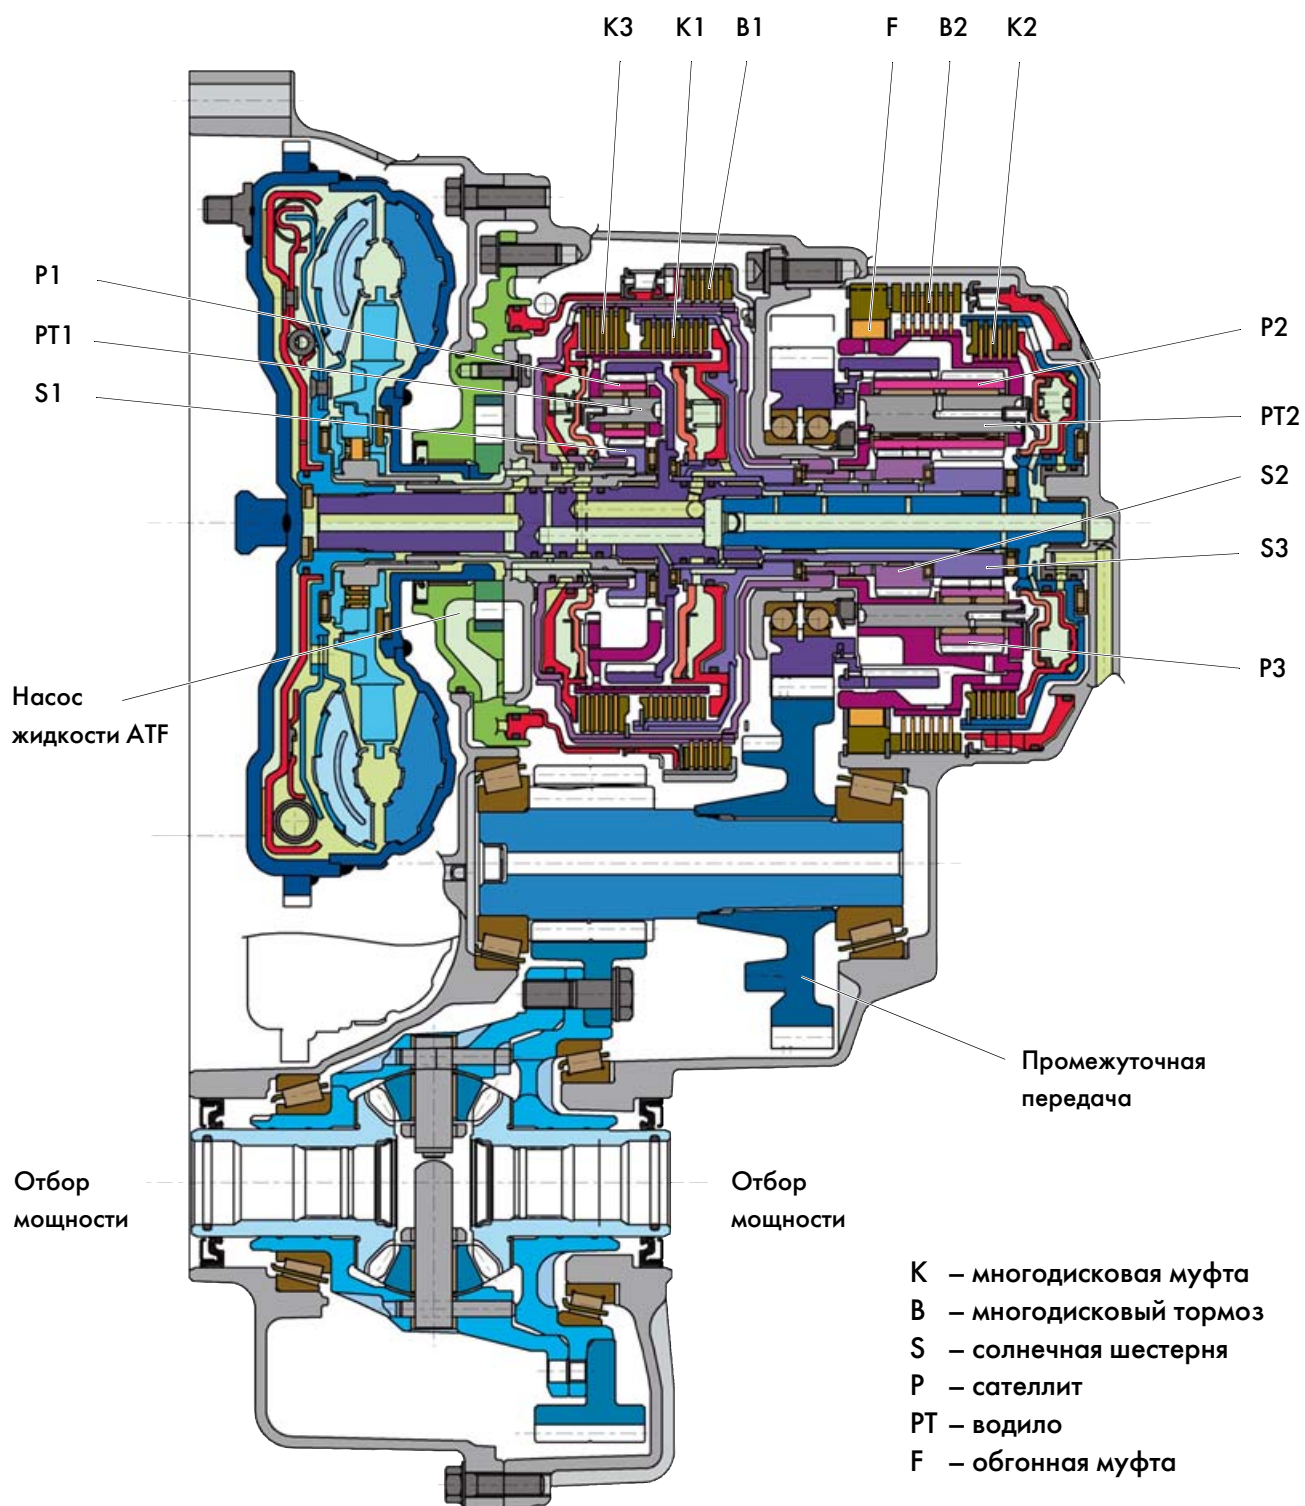 K3 K1 B1 F B2 K2
P1
PT1
S1
P2
PT2
S2
S3
P3
Насос
жидкости ATF
Промежуточная
передача
Отбор
мощности
Отбор
мощности
K – многодисковая муфта
B – многодисковый тормоз
S – солнечная шестерня
P – сателлит
PT – водило
F – обгонная муфта